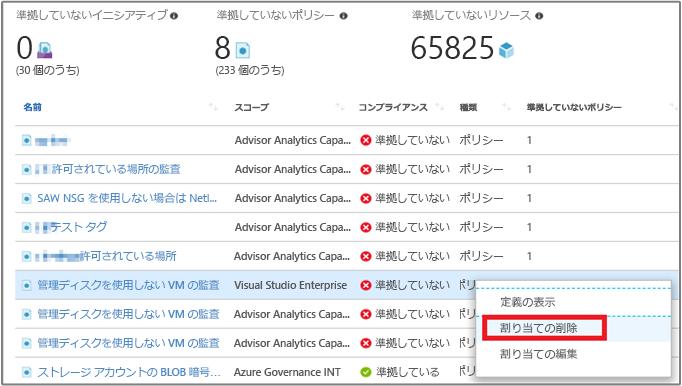 準拠していないイニシアティブ 準拠していないポリシー 準拠していないリソース
0 8 65825
(30 個のうち) (233 個のうち)
名前 スコープ コンプライアンス 種類 準拠していないポリシー
Advisor Analytics Capa... 準拠していない ポリシー 1
許可されている場所の監査 Advisor Analytics Capa... 準拠していない ポリシー 1
SAW NSG を使用しない場合は Netl... Advisor Analytics Capa... 準拠していない ポリシー 1
テスト タグ Advisor Analytics Capa... 準拠していない ポリシー 1
許可されている場所 Advisor Analytics Capa... 準拠していない ポリシー 1
管理ディスクを使用しない VM の監査 Visual Studio Enterprise 準拠していない ポリ
定義の表示
管理ディスクを使用しない VM の監査 Advisor Analytics Capa... 準拠していない ポリ
割り当ての削除
管理ディスクを使用しない VM の監査 Advisor Analytics Capa... 準拠していない ポリ
割り当ての編集
ストレージ アカウントの BLOB 暗号... Azure Governance INT 準拠している ポリ